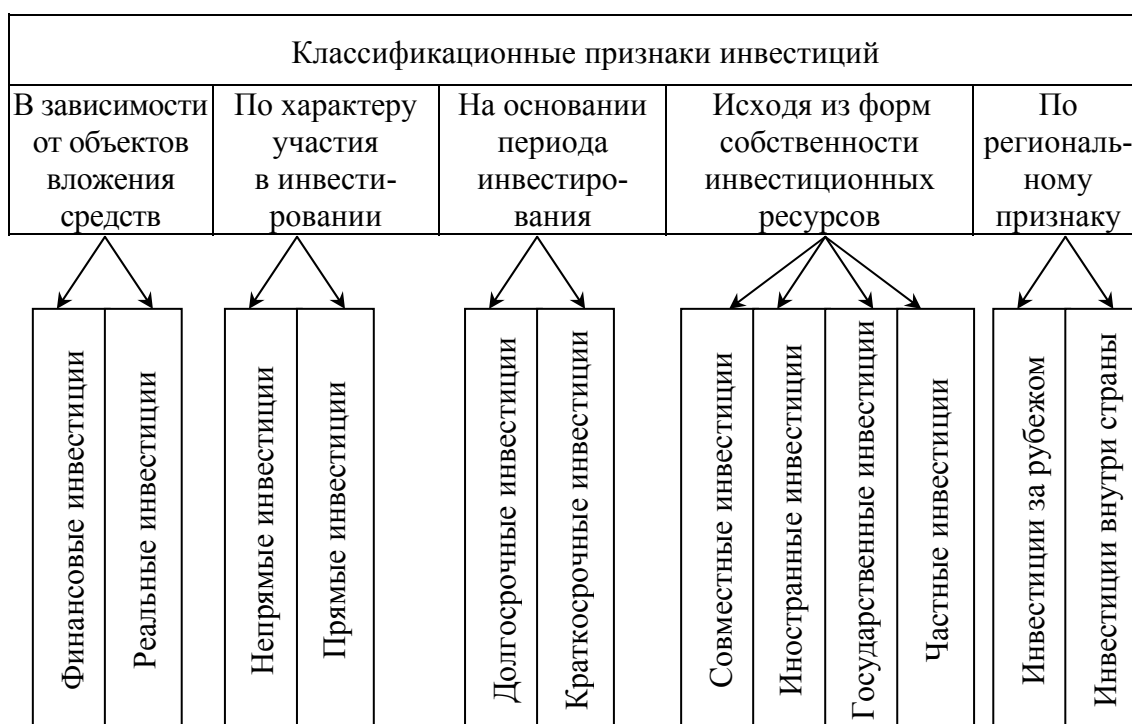 Классификационные признаки инвестиций
В зависимости
от объектов
вложения
средств
По характеру
участия
в инвести-
ровании
На основании
периода
инвестиро-
вания
Исходя из форм
собственности
инвестиционных
ресурсов
По
региональ-
ному
признаку
Финансовые инвестиции
Реальные инвестиции
Непрямые инвестиции
Прямые инвестиции
Долгосрочные инвестиции
Краткосрочные инвестиции
Совместные инвестиции
Иностранные инвестиции
Государственные инвестиции
Частные инвестиции
Инвестиции за рубежом
Инвестиции внутри страны